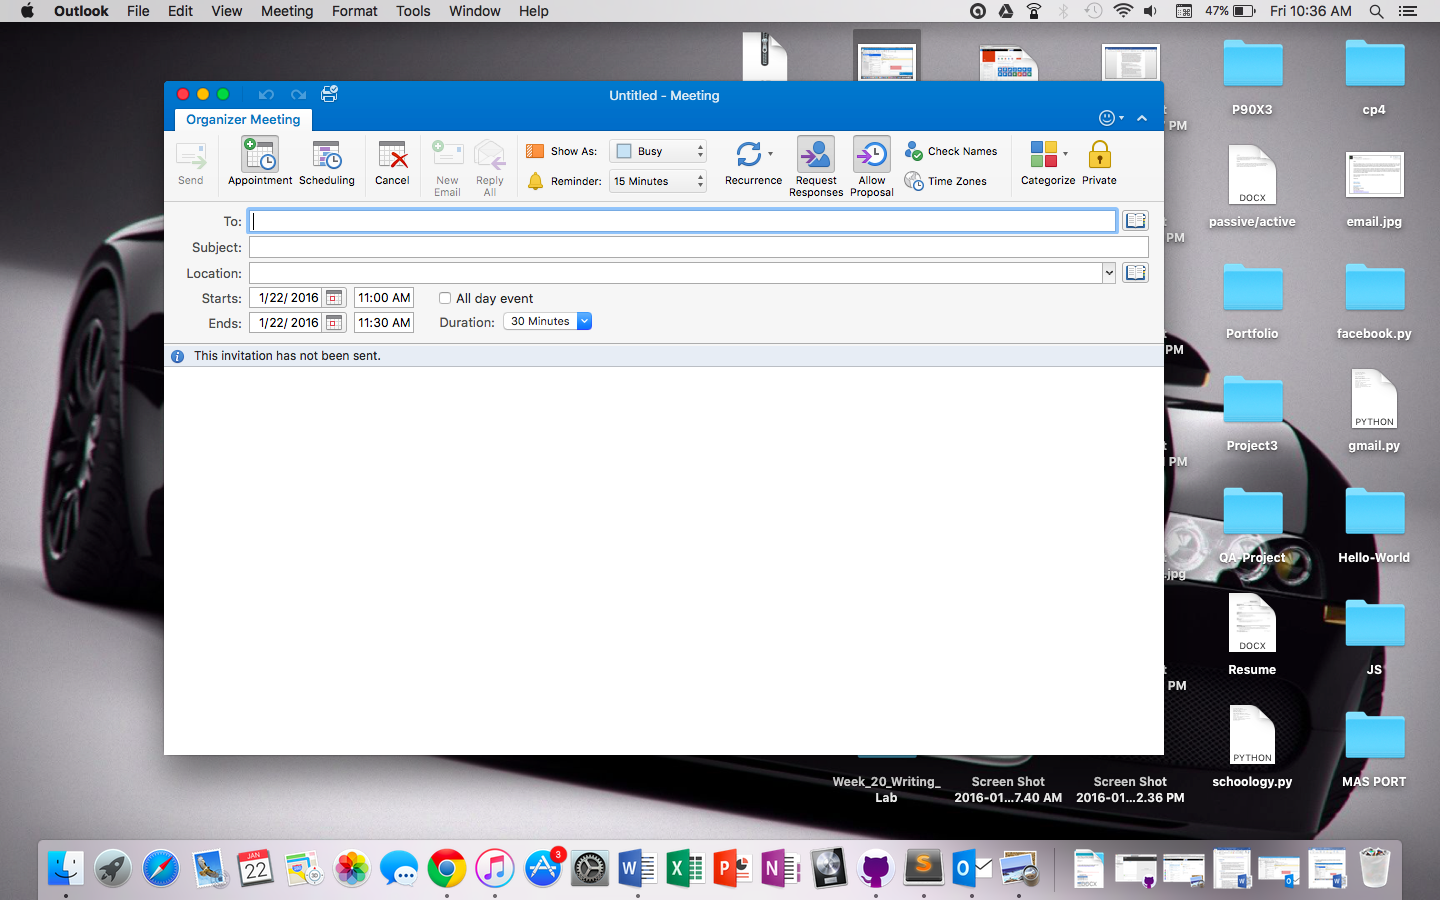 Outlook File Edit View Meeting Format Tools Window Help 47% Fri 10:36 AM
Untitled - Meeting
Organizer Meeting
Send Appointment Scheduling Cancel New Email Reply All Show As: Busy Reminder: 15 Minutes Recurrence Request Responses Allow Proposal Check Names Time Zones Categorize Private
To:
Subject:
Location:
Starts: 1/22/2016 11:00 AM All day event
Ends: 1/22/2016 11:30 AM Duration: 30 Minutes
This invitation has not been sent.
P90X3 cp4
PM
DOCX
passive/active email.jpg
PM
Portfolio facebook.py
PM
PYTHON
Project3 gmail.py
PM
QA-Project Hello-World
.jpg
DOCX
Resume JS
PM
PYTHON
Week_20_Writing_Lab Screen Shot 2016-01...7.40 AM Screen Shot 2016-01...2.36 PM schoology.py MAS PORT
JAN
22
3
DOCX